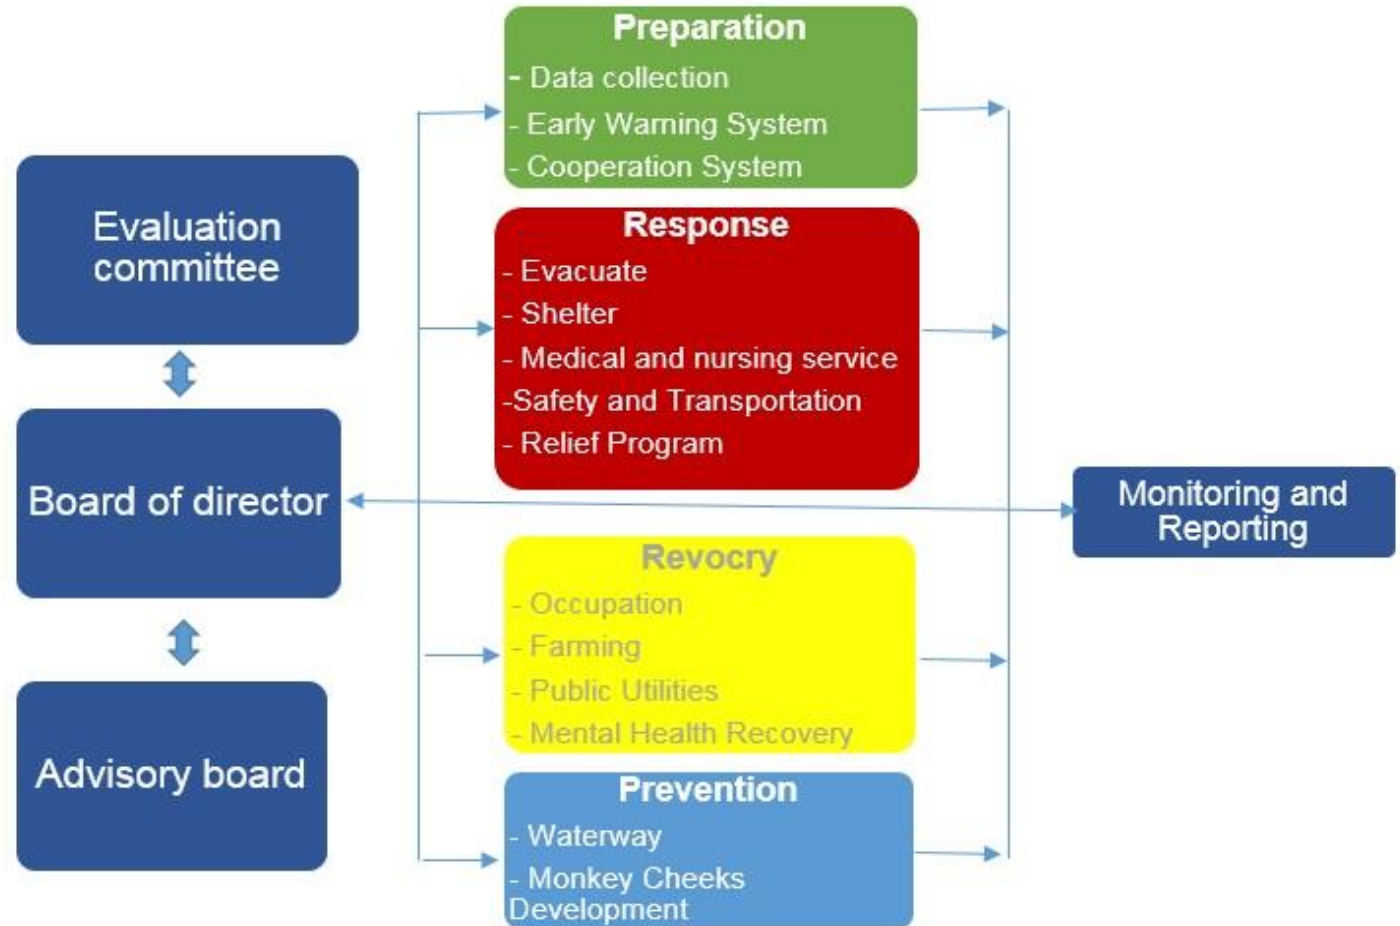 Preparation
- Data collection
- Early Warning System
- Cooperation System
Evaluation
committee
Response
- Evacuate
- Shelter
- Medical and nursing service
-Safety and Transportation
- Relief Program
Board of director
Monitoring and
Reporting
Revocry
- Occupation
- Farming
- Public Utilities
- Mental Health Recovery
Advisory board
Prevention
- Waterway
- Monkey Cheeks
Development